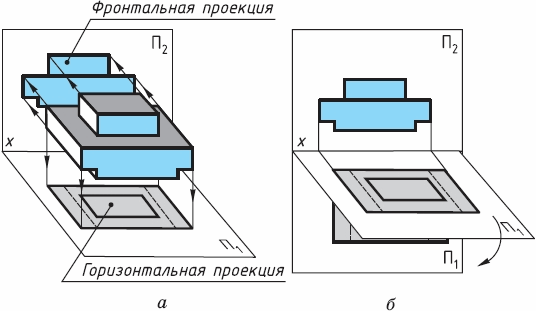 Фронтальная проекция
П2
x
П1
Горизонтальная проекция
а
П2
x
П1
П1
б